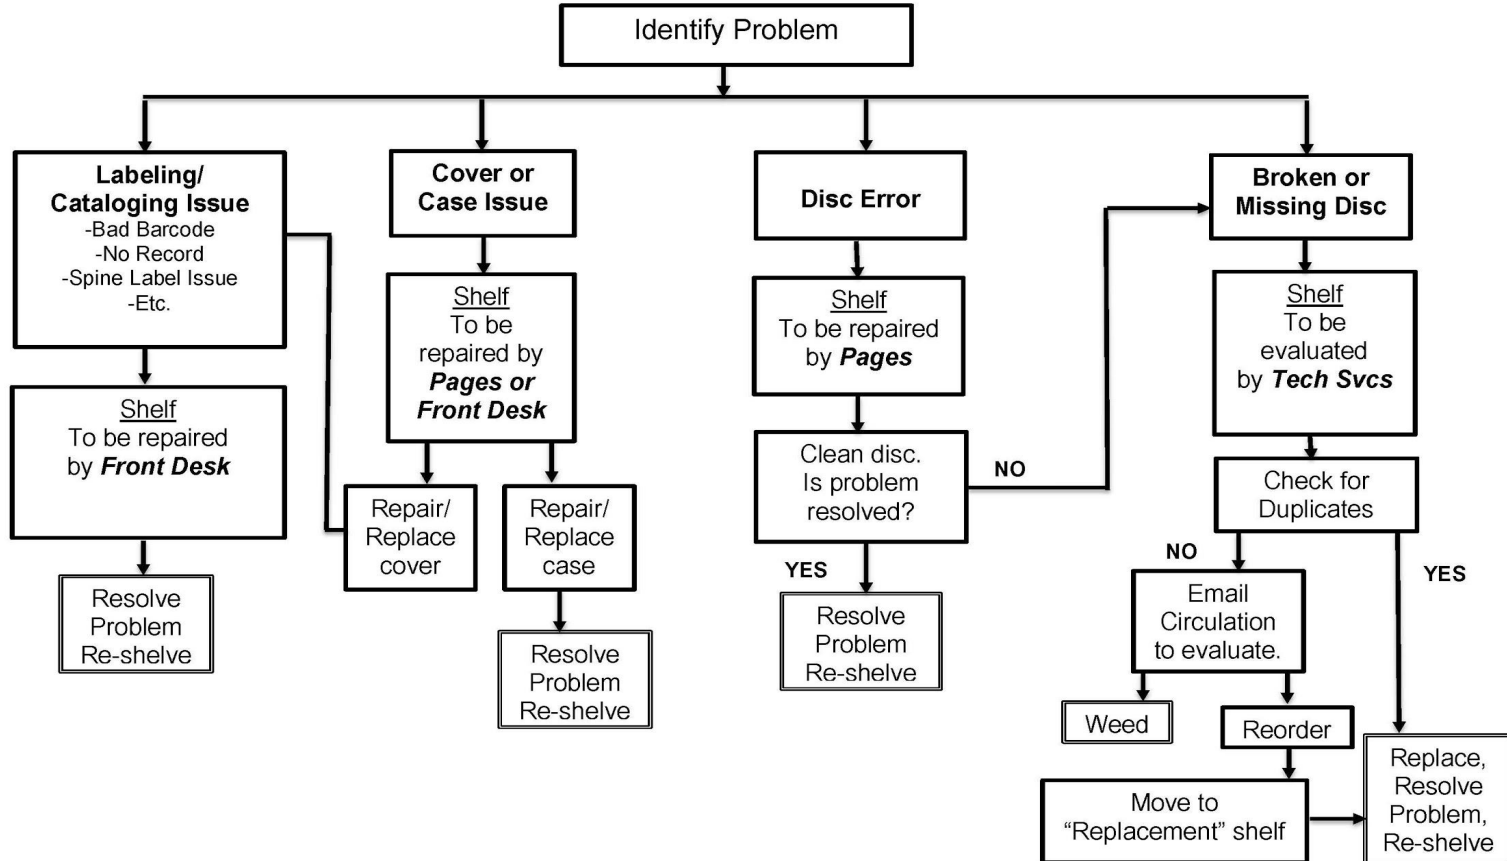 Identify Problem
Labeling/
Cataloging Issue
-Bad Barcode
-No Record
-Spine Label Issue
-Etc.
Cover or
Case Issue
Disc Error
Broken or
Missing Disc
Shelf
To be repaired
by Front Desk
Shelf
To be
repaired by
Pages or
Front Desk
Shelf
To be repaired
by Pages
Shelf
To be
evaluated
by Tech Svcs
Resolve
Problem
Re-shelve
Repair/
Replace
cover
Repair/
Replace
case
Resolve
Problem
Re-shelve
Clean disc.
Is problem
resolved?
NO
YES
Resolve
Problem
Re-shelve
Check for
Duplicates
NO
YES
Email
Circulation
to evaluate.
Weed
Reorder
Move to
“Replacement” shelf
Replace,
Resolve
Problem,
Re-shelve